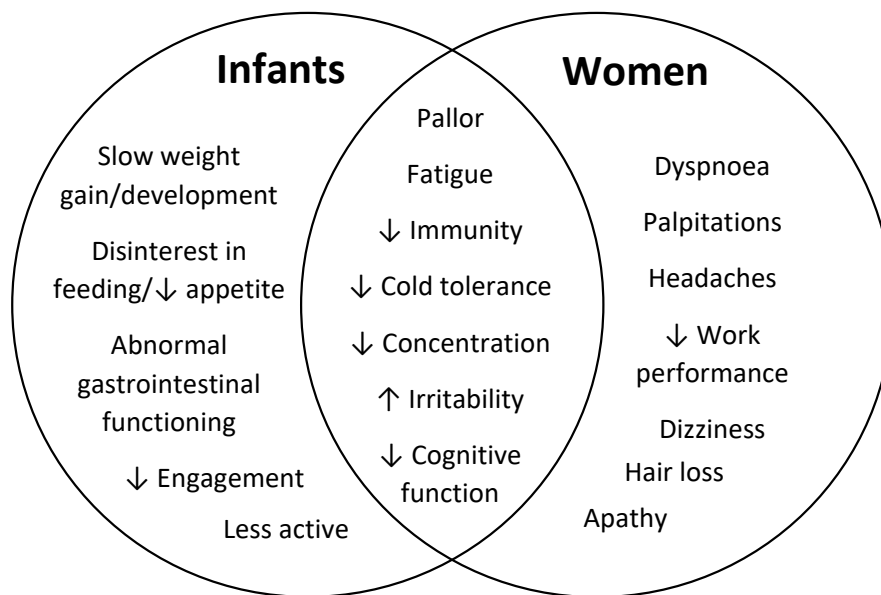 Infants
Slow weight
gain/development
Disinterest in
feeding/↓ appetite
Abnormal
gastrointestinal
functioning
↓ Engagement
Less active
Pallor
Fatigue
↓ Immunity
↓ Cold tolerance
↓ Concentration
↑ Irritability
↓ Cognitive
function
Women
Dyspnoea
Palpitations
Headaches
↓ Work
performance
Dizziness
Hair loss
Apathy